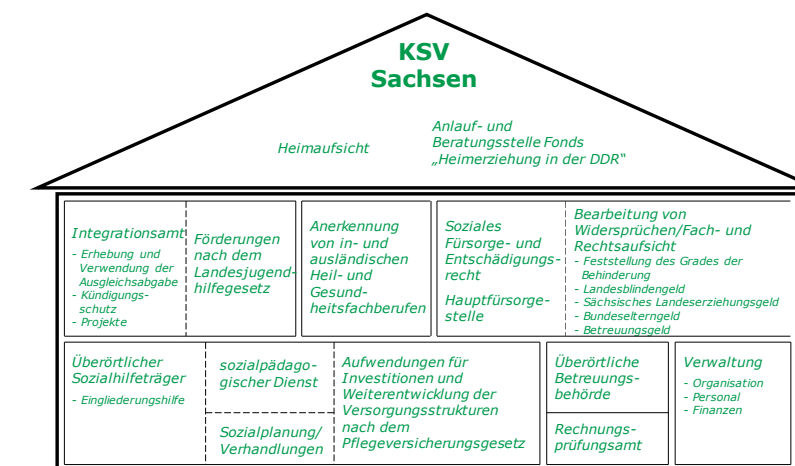 KSV
Sachsen
Heimaufsicht
Anlauf- und
Beratungsstelle Fonds
„Heimerziehung in der DDR“
Integrationsamt
- Erhebung und
Verwendung der
Ausgleichsabgabe
- Kündigungs-
schutz
- Projekte
Förderungen
nach dem
Landesjugend-
hilfegesetz
Anerkennung
von in- und
ausländischen
Heil- und
Gesund-
heitsfachberufen
Soziales
Fürsorge- und
Entschädigungs-
recht
Hauptfürsorge-
stelle
Bearbeitung von
Widersprüchen/Fach- und
Rechtsaufsicht
- Feststellung des Grades der
Behinderung
- Landesblindengeld
- Sächsisches Landeserziehungsgeld
- Bundeselterngeld
- Betreuungsgeld
Überörtlicher
Sozialhilfeträger
- Eingliederungshilfe
sozialpädago-
gischer Dienst
Sozialplanung/
Verhandlungen
Aufwendungen für
Investitionen und
Weiterentwicklung der
Versorgungsstrukturen
nach dem
Pflegeversicherungsgesetz
Überörtliche
Betreuungs-
behörde
Rechnungs-
prüfungsamt
Verwaltung
- Organisation
- Personal
- Finanzen